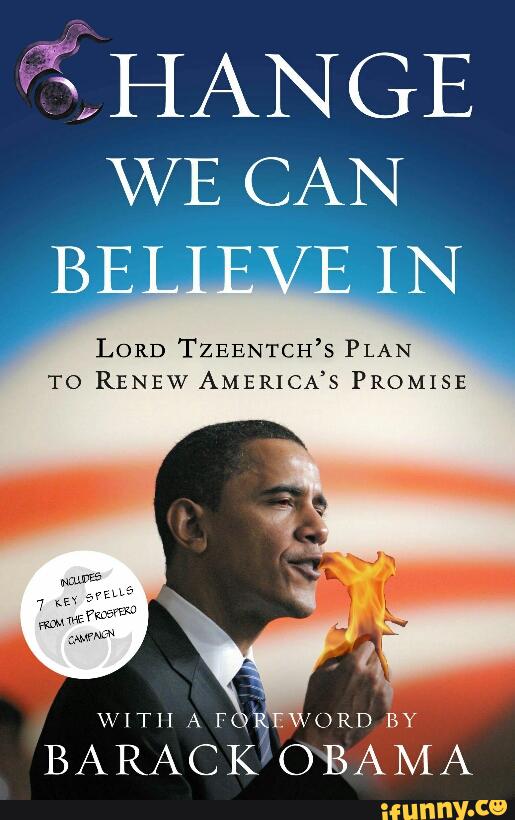 CHANGE
WE CAN
BELIEVE IN
LORD TZEENTCH'S PLAN
TO RENEW AMERICA'S PROMISE
INCLUDES
7 KEY SPELLS
FROM THE PROSPERO
CAMPAIGN
WITH A FOREWORD BY
BARACK OBAMA
ifunny.co